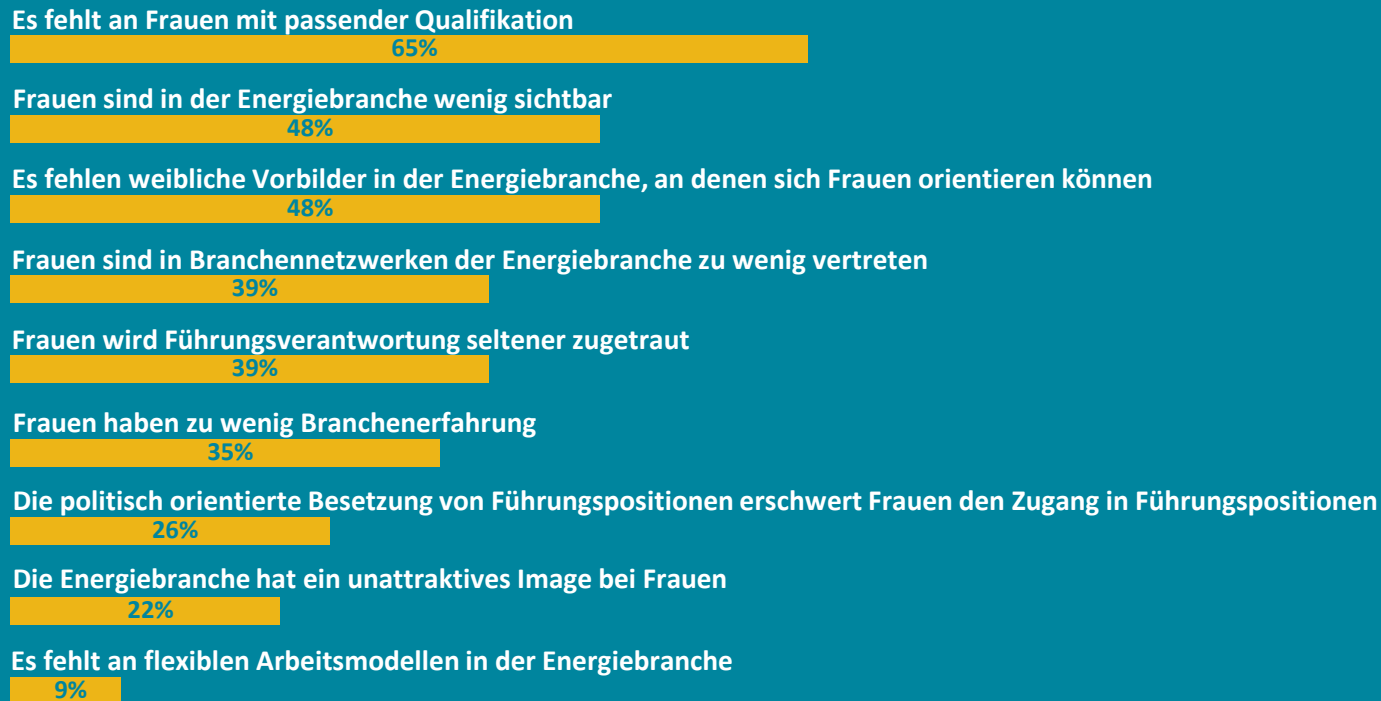 Es fehlt an Frauen mit passender Qualifikation
65%
Frauen sind in der Energiebranche wenig sichtbar
48%
Es fehlen weibliche Vorbilder in der Energiebranche, an denen sich Frauen orientieren können
48%
Frauen sind in Branchennetzwerken der Energiebranche zu wenig vertreten
39%
Frauen wird Führungsverantwortung seltener zugetraut
39%
Frauen haben zu wenig Branchenerfahrung
35%
Die politisch orientierte Besetzung von Führungspositionen erschwert Frauen den Zugang in Führungspositionen
26%
Die Energiebranche hat ein unattraktives Image bei Frauen
22%
Es fehlt an flexiblen Arbeitsmodellen in der Energiebranche
9%